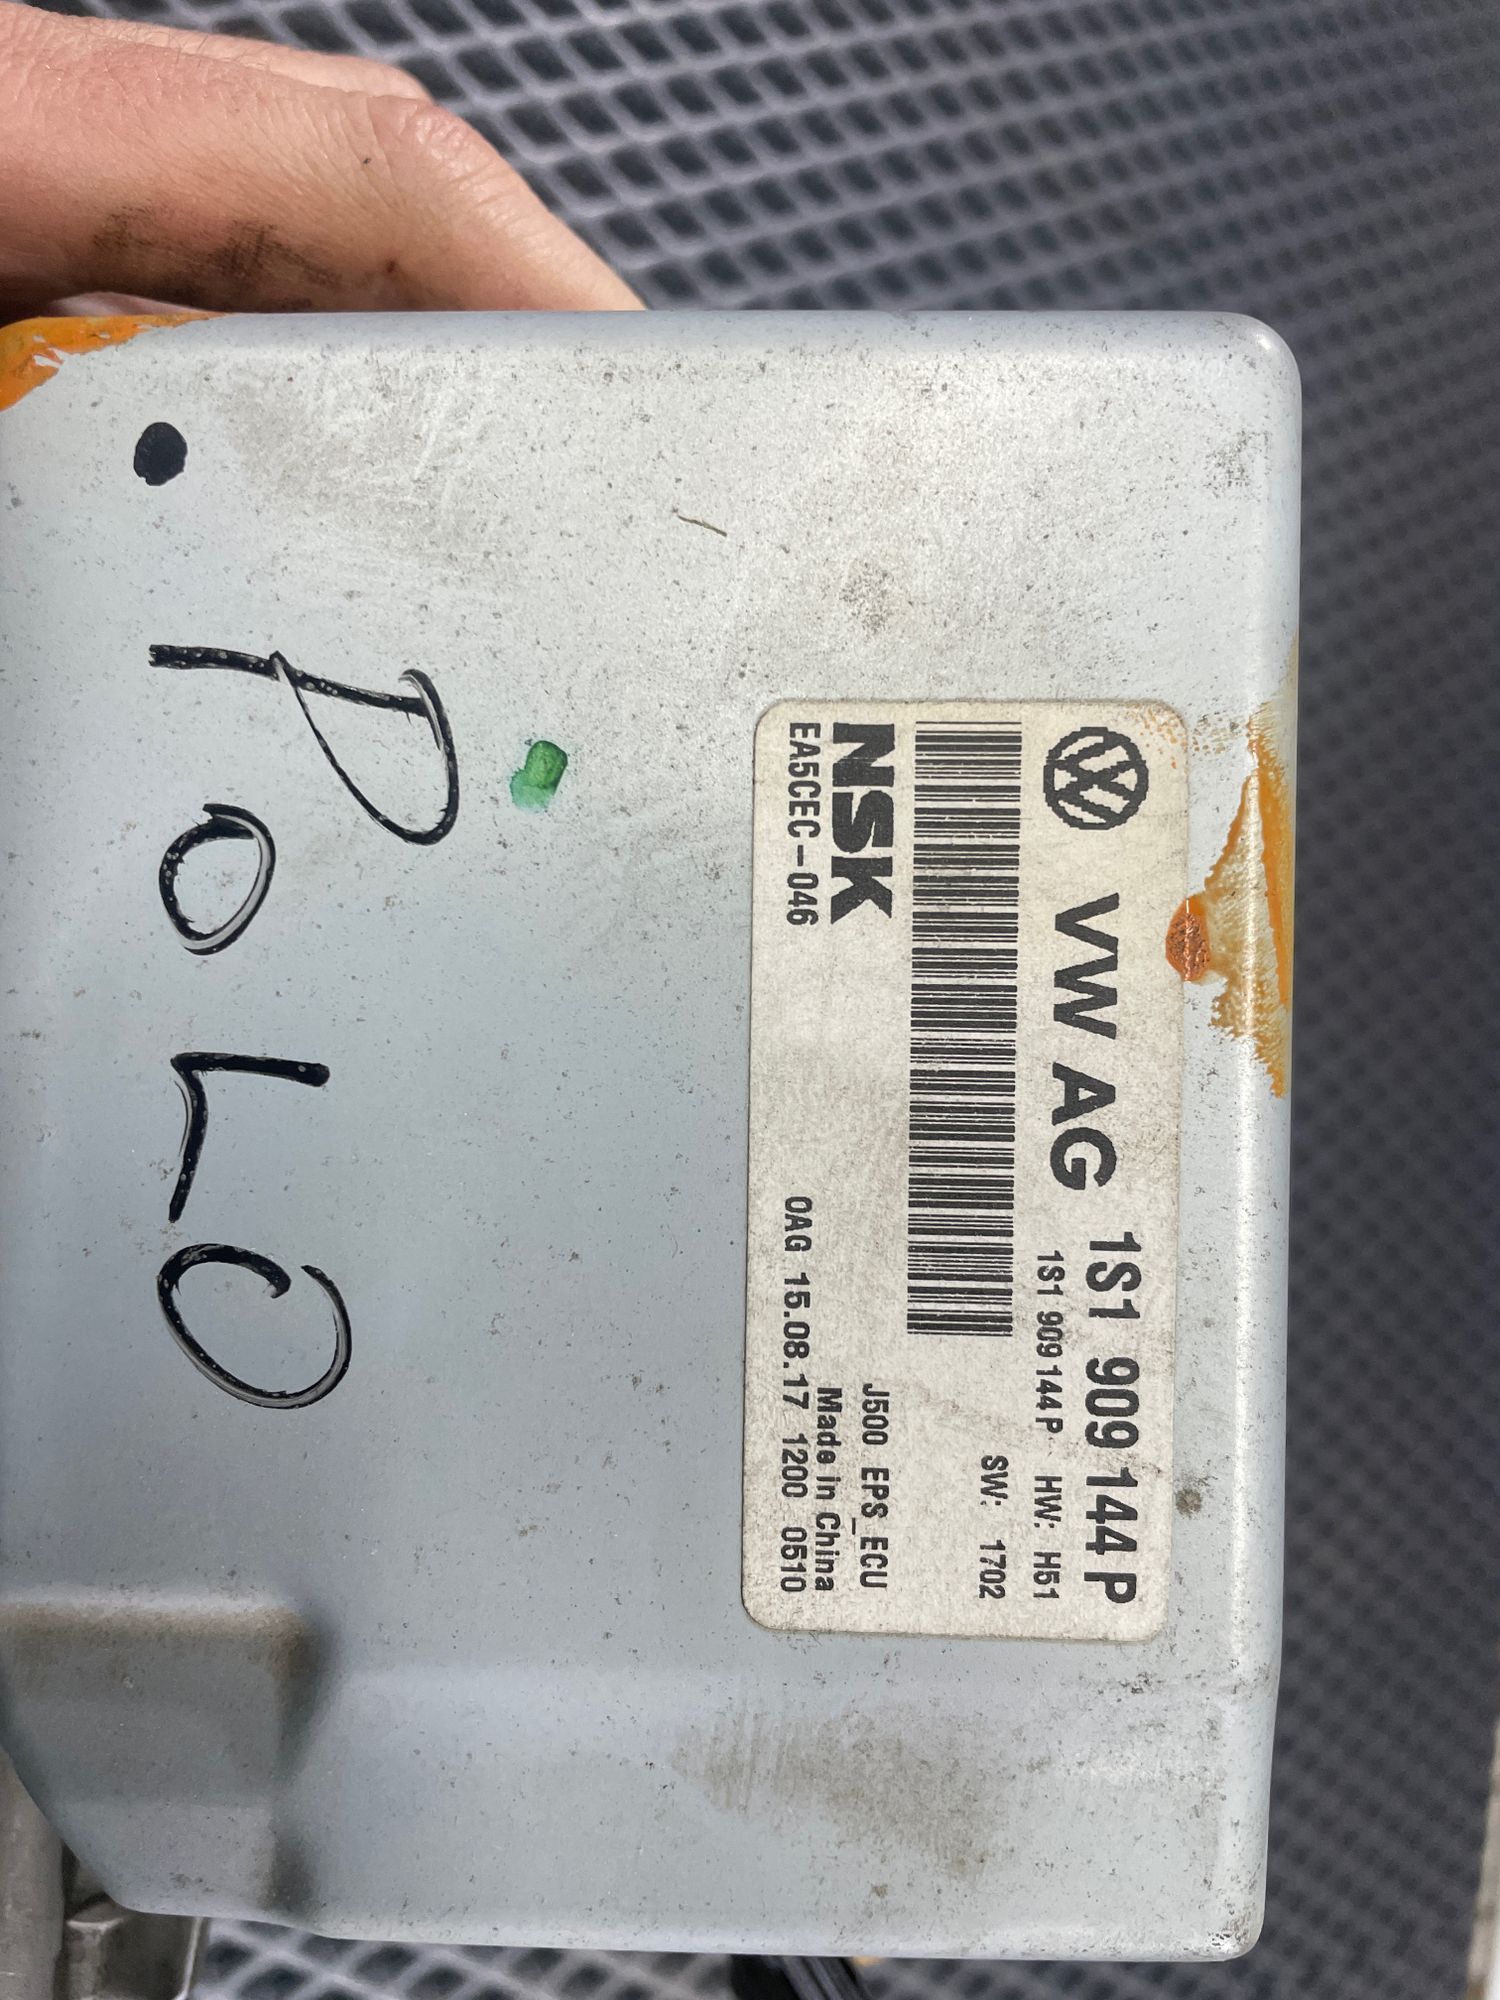 VW AG 1S1 909 144 P
1S1 909 144 P HW: H51
SW: 1702
NSK
EA5CEC-046
J500 EPS_ECU
Made in China
0AG 15.08.17 1200 0510
POLO